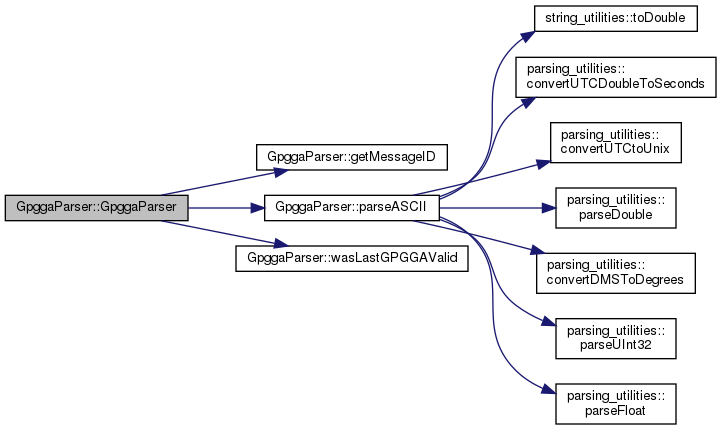 GpggaParser::GpggaParser
GpggaParser::getMessageID
GpggaParser::parseASCII
GpggaParser::wasLastGPGGAValid
string_utilities::toDouble
parsing_utilities::
convertUTCDoubleToSeconds
parsing_utilities::
convertUTCtoUnix
parsing_utilities::
parseDouble
parsing_utilities::
convertDMSToDegrees
parsing_utilities::
parseUInt32
parsing_utilities::
parseFloat